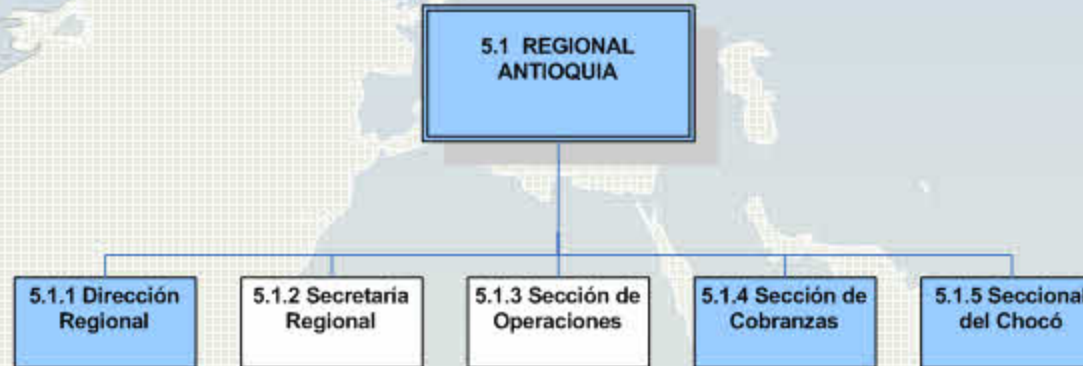 5.1 REGIONAL
ANTIOQUIA
5.1.1 Dirección
Regional
5.1.2 Secretaría
Regional
5.1.3 Sección de
Operaciones
5.1.4 Sección de
Cobranzas
5.1.5 Seccional
del Chocó